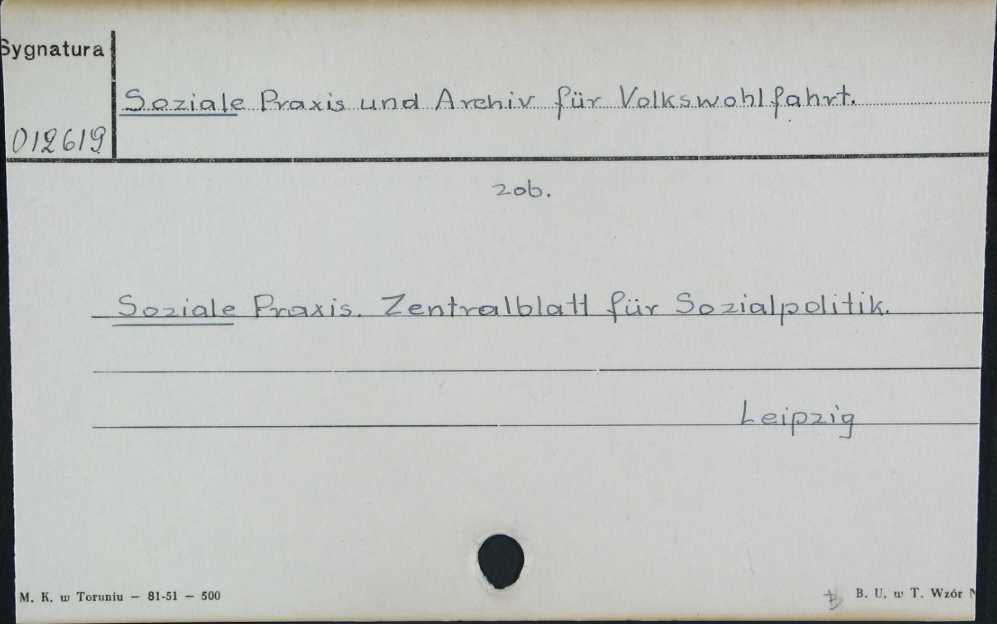 Sygnatura
Soziale Praxis und Archiv für Volkswohlfahrt.
012619
zob.
Soziale Praxis. Zentralblatt für Sozialpolitik.
Leipzig
M. K. w Toruniu — 81-51 — 500
B. U. w T. Wzór